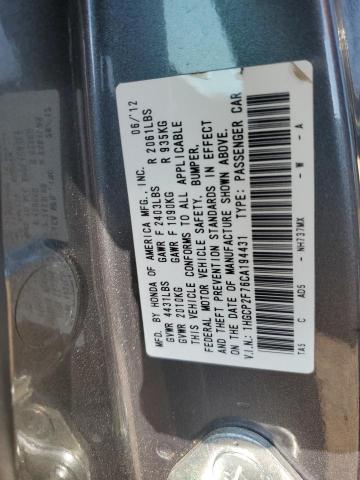 MFD. BY HONDA OF AMERICA MFG., INC. 06/12
GVWR 4431LBS GAWR F 2403LBS R 2061LBS
GVWR 2010KG GAWR F 1090KG R 935KG
THIS VEHICLE CONFORMS TO ALL APPLICABLE
FEDERAL MOTOR VEHICLE SAFETY, BUMPER,
AND THEFT PREVENTION STANDARDS IN EFFECT
ON THE DATE OF MANUFACTURE SHOWN ABOVE.
V.I.N.: 1HGCP2F76CA194431 TYPE: PASSENGER CAR
TA5 C AD5 - NH737MX - W - A